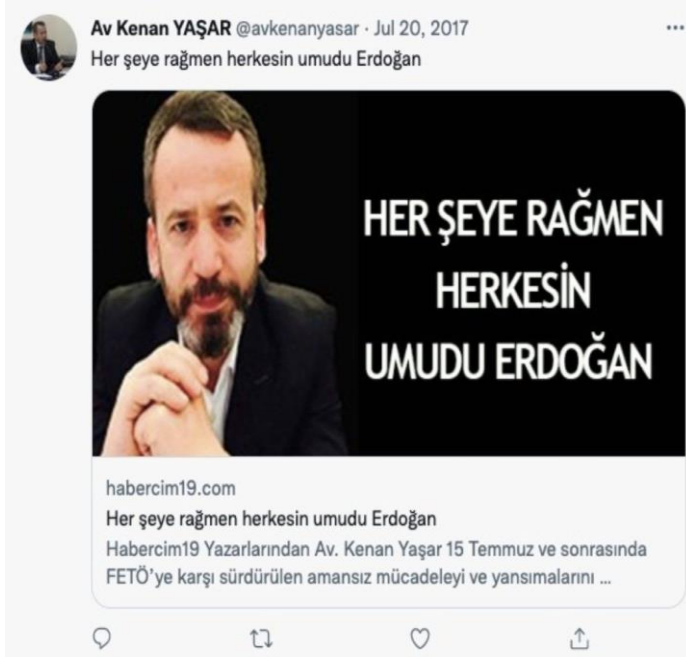 Av Kenan YAŞAR @avkenanyasar · Jul 20, 2017
Her şeye rağmen herkesin umudu Erdoğan
HER ŞEYE RAĞMEN
HERKESİN
UMUDU ERDOĞAN
habercim19.com
Her şeye rağmen herkesin umudu Erdoğan
Habercim19 Yazarlarından Av. Kenan Yaşar 15 Temmuz ve sonrasında
FETÖ’ye karşı sürdürülen amansız mücadeleyi ve yansımalarını ...